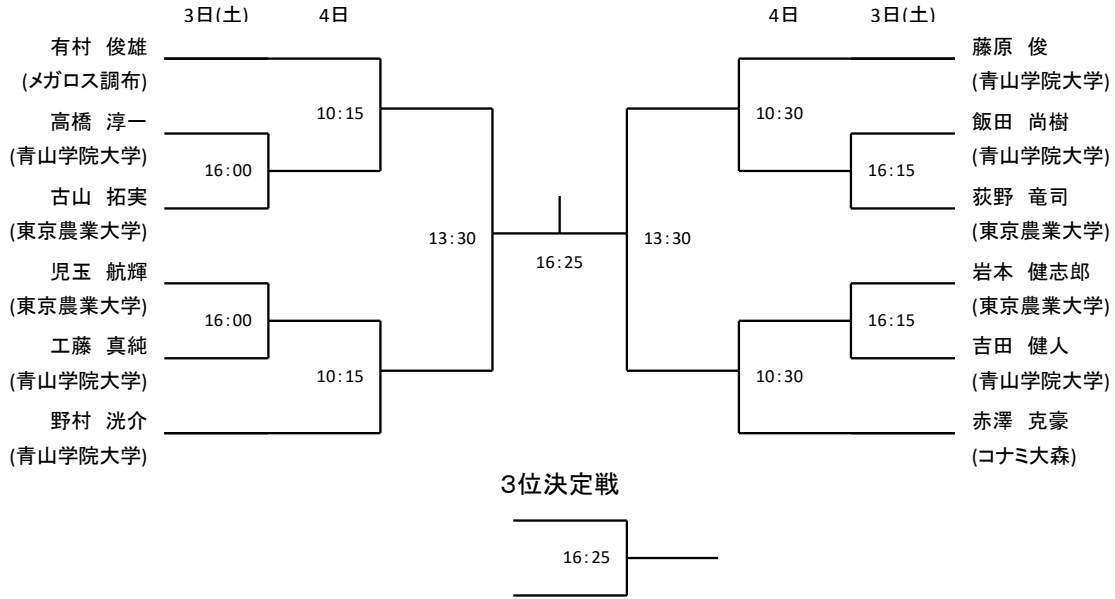 3日(土) 4日
有村 俊雄
(メガロス調布)
高橋 淳一
(青山学院大学)
古山 拓実
(東京農業大学)
児玉 航輝
(東京農業大学)
工藤 真純
(青山学院大学)
野村 洸介
(青山学院大学)
10:15
16:00
16:00
10:15
13:30
16:25
13:30
4日 3日(土)
藤原 俊
(青山学院大学)
飯田 尚樹
(青山学院大学)
荻野 竜司
(東京農業大学)
岩本 健志郎
(東京農業大学)
吉田 健人
(青山学院大学)
赤澤 克豪
(コナミ大森)
10:30
16:15
16:15
10:30
3位決定戦
16:25